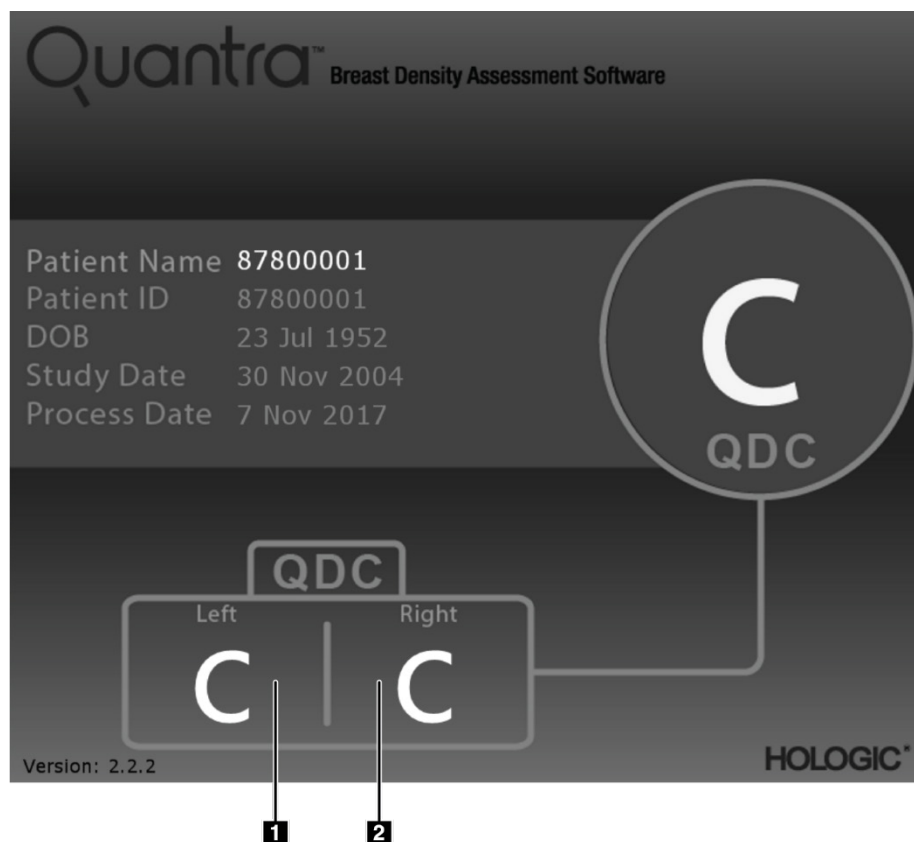 Quantra™ Breast Density Assessment Software
Patient Name 87800001
Patient ID 87800001
DOB 23 Jul 1952
Study Date 30 Nov 2004
Process Date 7 Nov 2017
C
QDC
QDC
Left Right
C C
Version: 2.2.2
HOLOGIC®
1 2